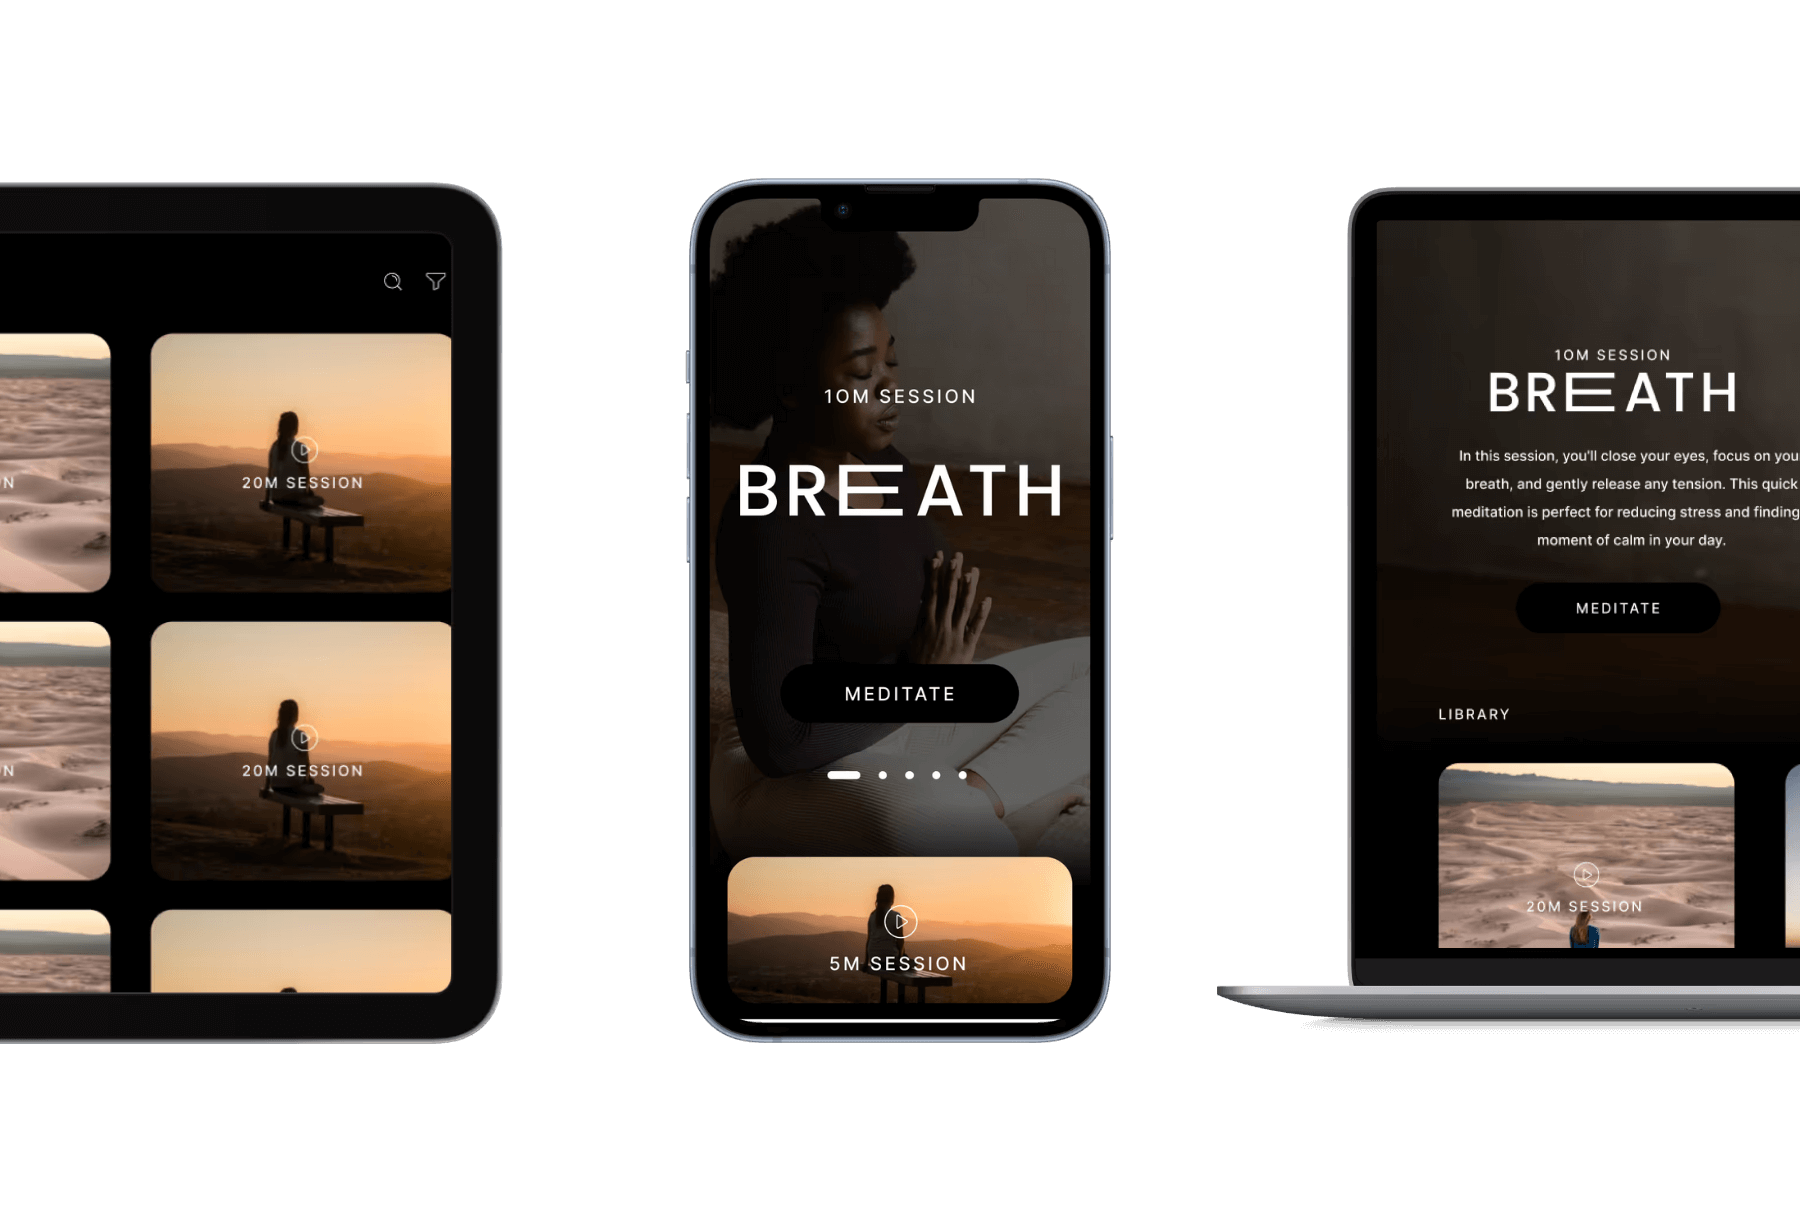 N
20M SESSION
N
20M SESSION
10M SESSION
BREATH
MEDITATE
5M SESSION
10M SESSION
BREATH
In this session, you'll close your eyes, focus on you
breath, and gently release any tension. This quick
meditation is perfect for reducing stress and finding
moment of calm in your day.
MEDITATE
LIBRARY
20M SESSION